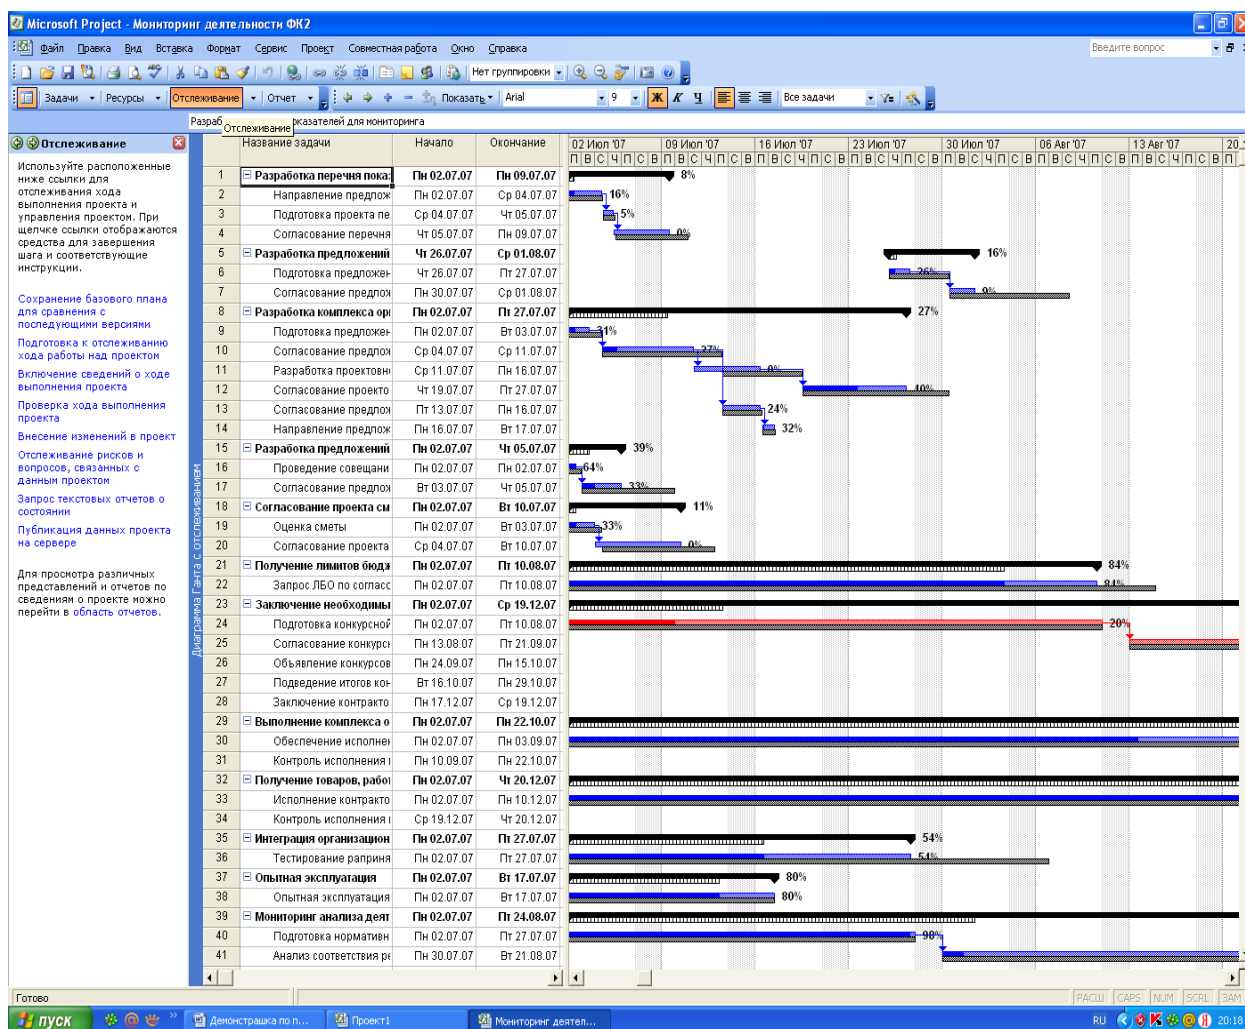 Microsoft Project - Мониторинг деятельности ФК2
Файл Правка Вид Вставка Формат Сервис Проект Совместная работа Окно Справка Введите вопрос
Нет группировки
Задачи Ресурсы Отслеживание Отчет Показать Arial 9 Ж К Ч Все задачи
Разраб оказателей для мониторинга
Отслеживание
Отслеживание
Используйте расположенные
ниже ссылки для
отслеживания хода
выполнения проекта и
управления проектом. При
щелчке ссылки отображаются
средства для завершения
шага и соответствующие
инструкции.
Сохранение базового плана
для сравнения с
последующими версиями
Подготовка к отслеживанию
хода работы над проектом
Включение сведений о ходе
выполнения проекта
Проверка хода выполнения
проекта
Внесение изменений в проект
Отслеживание рисков и
вопросов, связанных с
данным проектом
Запрос текстовых отчетов о
состоянии
Публикация данных проекта
на сервере
Для просмотра различных
представлений и отчетов по
сведениям о проекте можно
перейти в область отчетов.
Диаграмма Ганта с отслеживанием
Название задачи Начало Окончание 02 Июл '07 09 Июл '07 16 Июл '07 23 Июл '07 30 Июл '07 06 Авг '07 13 Авг '07 20
П В С Ч П С В П В С Ч П С В П В С Ч П С В П В С Ч П С В П В С Ч П С В П В С Ч П С В П В С Ч П С В П
1 Разработка перечня пока Пн 02.07.07 Пн 09.07.07 8%
2 Направление предлож Пн 02.07.07 Ср 04.07.07 16%
3 Подготовка проекта пе Ср 04.07.07 Чт 05.07.07 5%
4 Согласование перечня Чт 05.07.07 Пн 09.07.07 0%
5 Разработка предложений Чт 26.07.07 Ср 01.08.07 16%
6 Подготовка предложен Чт 26.07.07 Пт 27.07.07 26%
7 Согласование предлож Пн 30.07.07 Ср 01.08.07 9%
8 Разработка комплекса орг Пн 02.07.07 Пт 27.07.07 27%
9 Подготовка предложен Пн 02.07.07 Вт 03.07.07 31%
10 Согласование предлож Ср 04.07.07 Ср 11.07.07 27%
11 Разработка проектовн Ср 11.07.07 Пн 16.07.07 0%
12 Согласование проекто Чт 19.07.07 Пт 27.07.07 40%
13 Согласование предлож Пт 13.07.07 Пн 16.07.07 24%
14 Направление предлож Пн 16.07.07 Вт 17.07.07 32%
15 Разработка предложений Пн 02.07.07 Чт 05.07.07 39%
16 Проведение совещани Пн 02.07.07 Пн 02.07.07 64%
17 Согласование предлож Вт 03.07.07 Чт 05.07.07 33%
18 Согласование проекта см Пн 02.07.07 Вт 10.07.07 11%
19 Оценка сметы Пн 02.07.07 Вт 03.07.07 33%
20 Согласование проекта Ср 04.07.07 Вт 10.07.07 0%
21 Получение лимитов бюдж Пн 02.07.07 Пт 10.08.07 84%
22 Запрос ЛБО по согласс Пн 02.07.07 Пт 10.08.07 84%
23 Заключение необходимы Пн 02.07.07 Ср 19.12.07
24 Подготовка конкурсной Пн 02.07.07 Пт 10.08.07 20%
25 Согласование конкурсн Пн 13.08.07 Пт 21.09.07
26 Объявление конкурсов Пн 24.09.07 Пн 15.10.07
27 Подведение итогов кон Вт 16.10.07 Пн 29.10.07
28 Заключение контракто Пн 17.12.07 Ср 19.12.07
29 Выполнение комплекса о Пн 02.07.07 Пн 22.10.07
30 Обеспечение исполнен Пн 02.07.07 Пн 03.09.07
31 Контроль исполнения Пн 10.09.07 Пн 22.10.07
32 Получение товаров, рабо Пн 02.07.07 Чт 20.12.07
33 Исполнение контракто Пн 02.07.07 Пн 10.12.07
34 Контроль исполнения Ср 19.12.07 Чт 20.12.07
35 Интеграция организацион Пн 02.07.07 Пт 27.07.07 54%
36 Тестирование раприня Пн 02.07.07 Пт 27.07.07 54%
37 Опытная эксплуатация Пн 02.07.07 Вт 17.07.07 80%
38 Опытная эксплуатация Пн 02.07.07 Вт 17.07.07 80%
39 Мониторинг анализа деят Пн 02.07.07 Пт 24.08.07
40 Подготовка нормативн Пн 02.07.07 Пт 27.07.07 98%
41 Анализ соответствия ре Пн 30.07.07 Вт 21.08.07
Готово РАСШ CAPS NUM SCRL ЗАМ
пуск Демонстрашка по п... Проект1 Мониторинг деятел... RU 20:18